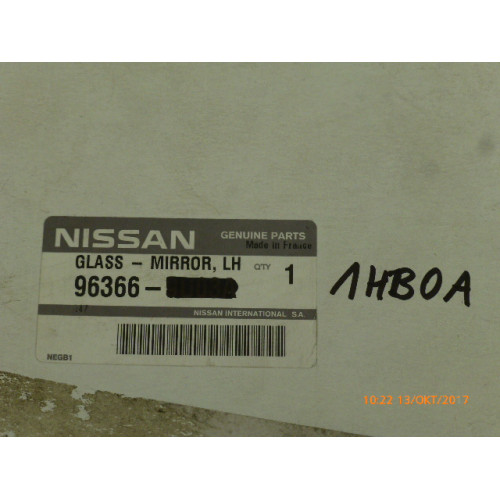 NISSAN
GENUINE PARTS
Made in France
GLASS - MIRROR, LH QTY 1
96366-
1HB0A
NISSAN INTERNATIONAL S.A.
NEGB1
10:22 13/OKT/2017